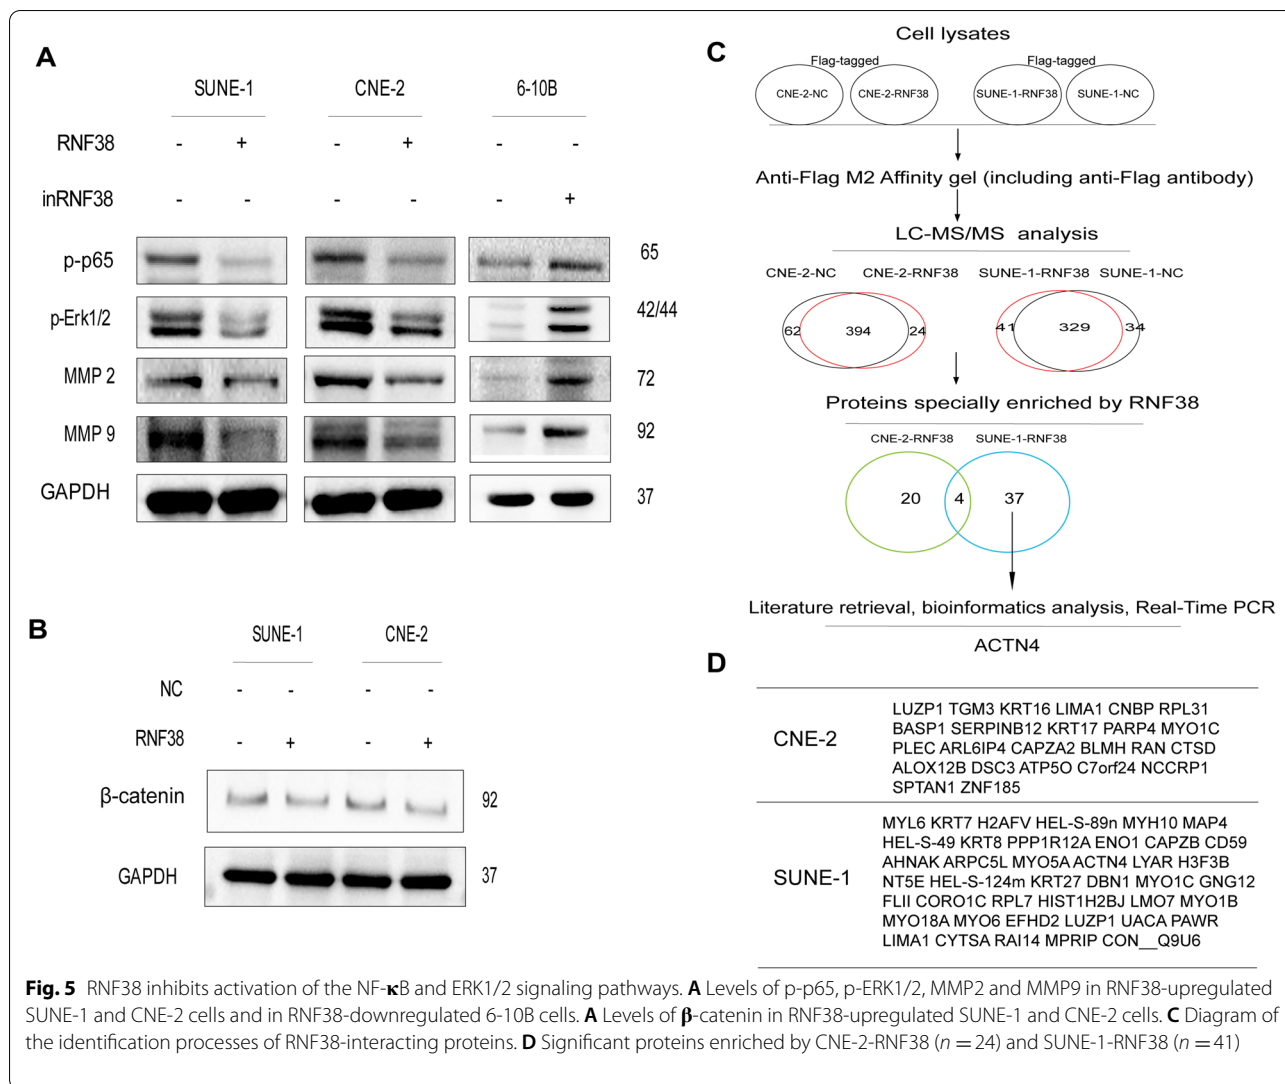 A
SUNE-1 CNE-2 6-10B
RNF38 - + - + - -
inRNF38 - - - - - +
p-p65 65
p-Erk1/2 42/44
MMP 2 72
MMP 9 92
GAPDH 37
B
SUNE-1 CNE-2
NC - - - -
RNF38 - + - +
β-catenin 92
GAPDH 37
C
Cell lysates
Flag-tagged Flag-tagged
CNE-2-NC CNE-2-RNF38 SUNE-1-RNF38 SUNE-1-NC
Anti-Flag M2 Affinity gel (including anti-Flag antibody)
LC-MS/MS analysis
CNE-2-NC CNE-2-RNF38 SUNE-1-RNF38 SUNE-1-NC
62 394 24 41 329 34
Proteins specially enriched by RNF38
CNE-2-RNF38 SUNE-1-RNF38
20 4 37
Literature retrieval, bioinformatics analysis, Real-Time PCR
ACTN4
D
CNE-2
LUZP1 TGM3 KRT16 LIMA1 CNBP RPL31
BASP1 SERPINB12 KRT17 PARP4 MYO1C
PLEC ARL6IP4 CAPZA2 BLMH RAN CTSD
ALOX12B DSC3 ATP5O C7orf24 NCCRP1
SPTAN1 ZNF185
SUNE-1
MYL6 KRT7 H2AFV HEL-S-89n MYH10 MAP4
HEL-S-49 KRT8 PPP1R12A ENO1 CAPZB CD59
AHNAK ARPC5L MYO5A ACTN4 LYAR H3F3B
NT5E HEL-S-124m KRT27 DBN1 MYO1C GNG12
FLII CORO1C RPL7 HIST1H2BJ LMO7 MYO1B
MYO18A MYO6 EFHD2 LUZP1 UACA PAWR
LIMA1 CYTSA RAI14 MPRIP CON__Q9U6
Fig. 5 RNF38 inhibits activation of the NF-κB and ERK1/2 signaling pathways. A Levels of p-p65, p-ERK1/2, MMP2 and MMP9 in RNF38-upregulated
SUNE-1 and CNE-2 cells and in RNF38-downregulated 6-10B cells. A Levels of β-catenin in RNF38-upregulated SUNE-1 and CNE-2 cells. C Diagram of
the identification processes of RNF38-interacting proteins. D Significant proteins enriched by CNE-2-RNF38 (n = 24) and SUNE-1-RNF38 (n = 41)